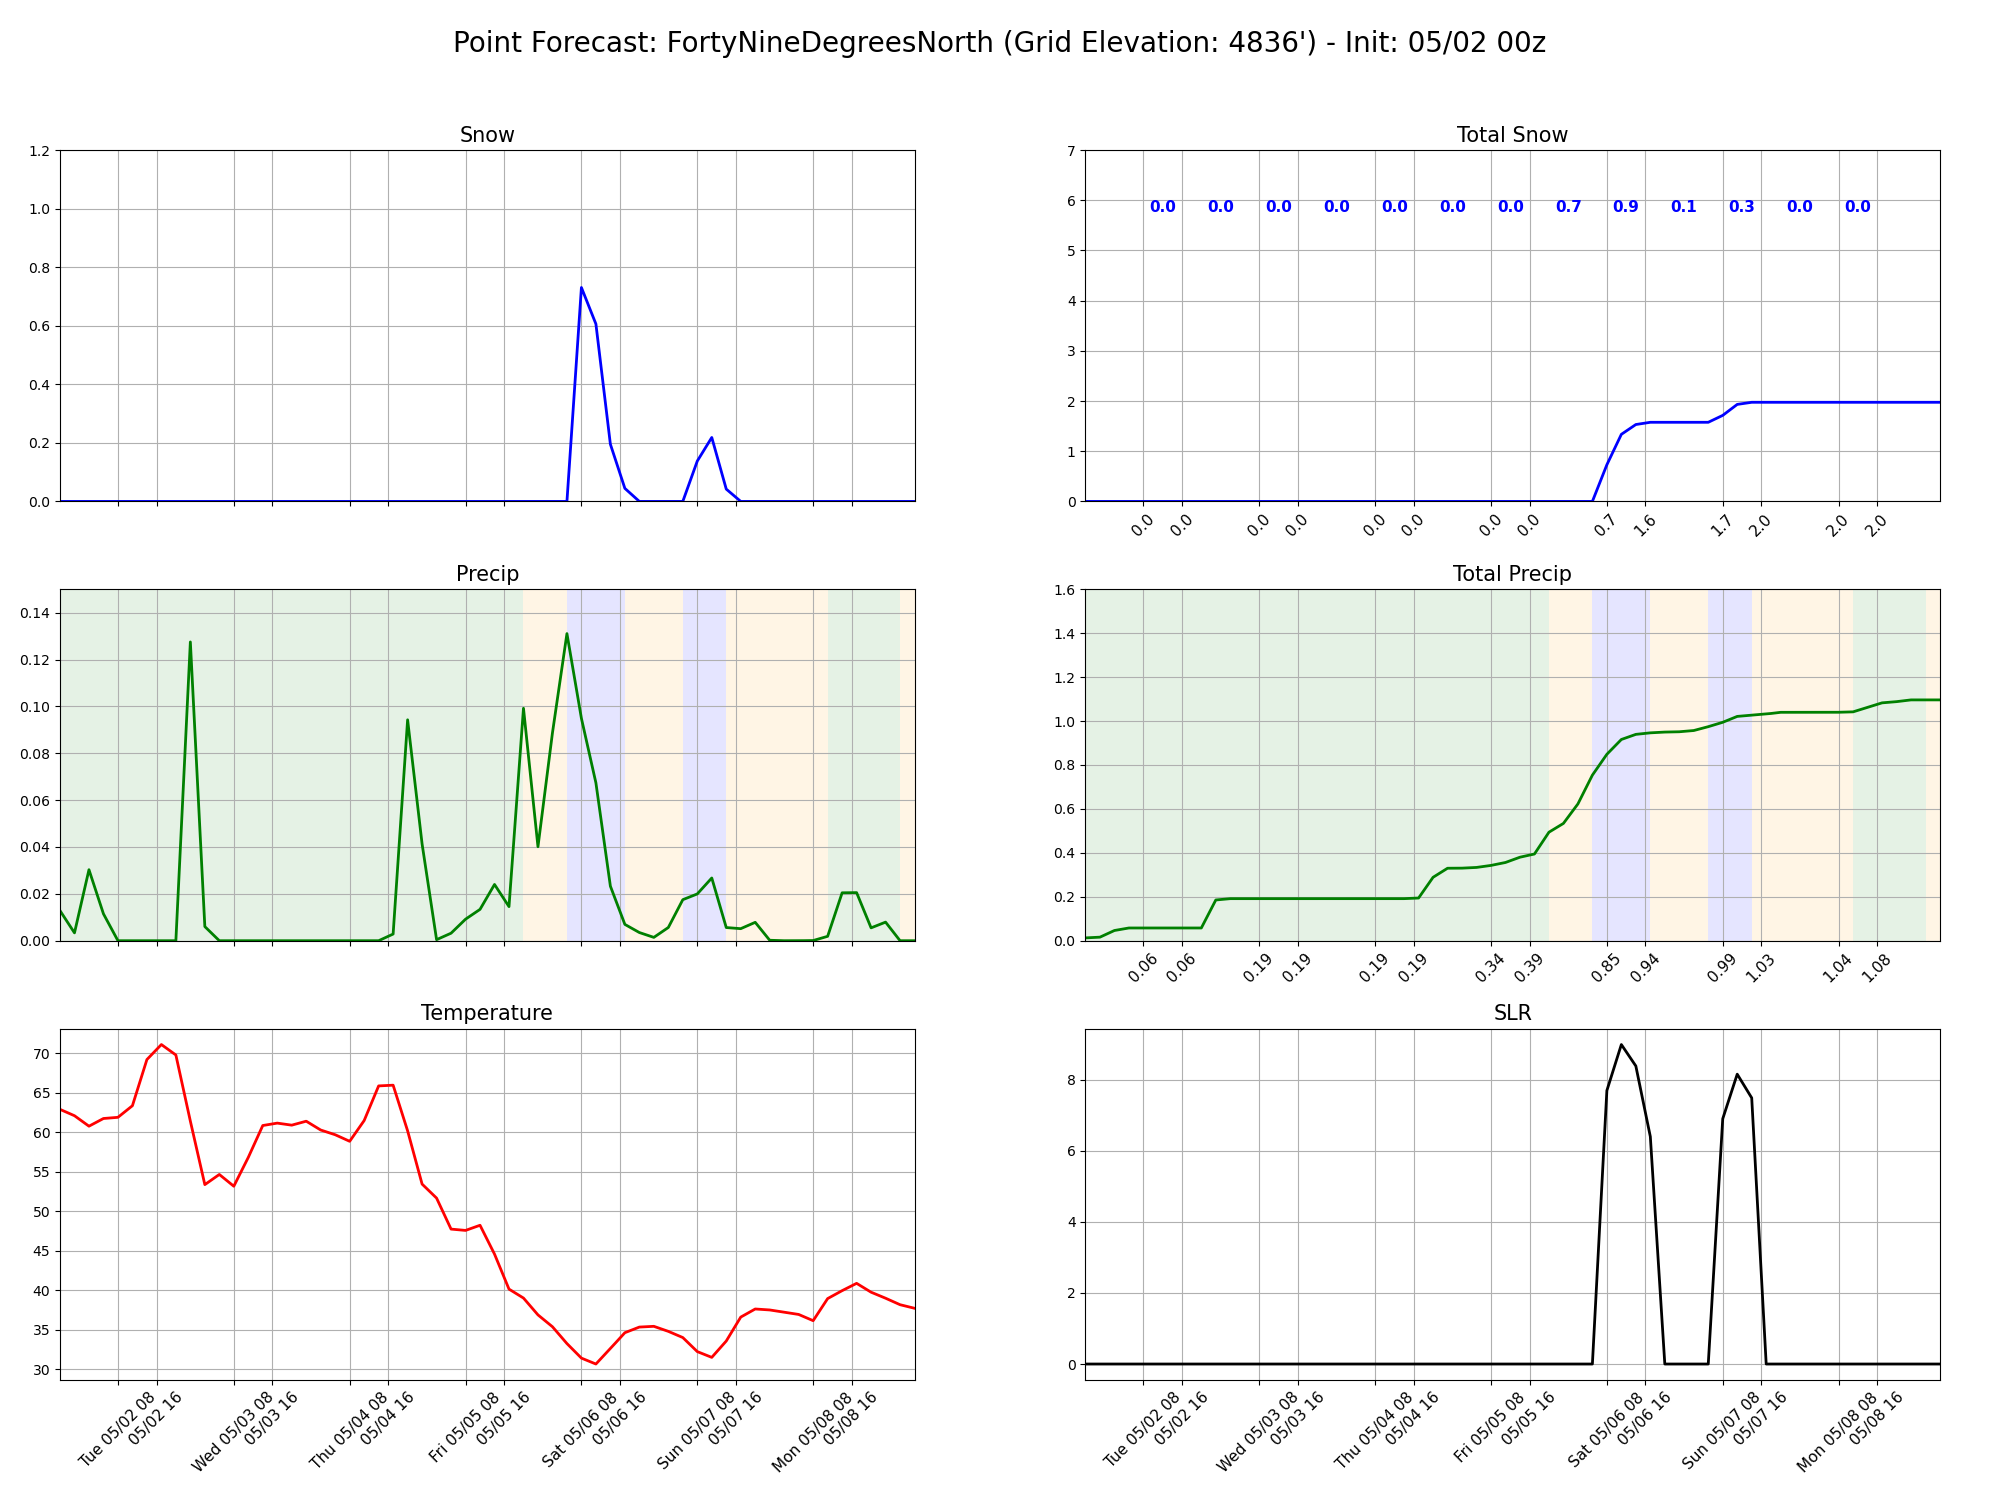 Point Forecast: FortyNineDegreesNorth (Grid Elevation: 4836') - Init: 05/02 00z
Snow
1.2
1.0
0.8
0.6
0.4
0.2
0.0
Total Snow
7
6
5
4
3
2
1
0
0.0 0.0 0.0 0.0 0.0 0.0 0.0 0.7 0.9 0.1 0.3 0.0 0.0
0.0 0.0 0.0 0.0 0.0 0.0 0.0 0.0 0.7 1.6 1.7 2.0 2.0 2.0
Precip
0.14
0.12
0.10
0.08
0.06
0.04
0.02
0.00
Total Precip
1.6
1.4
1.2
1.0
0.8
0.6
0.4
0.2
0.0
0.06 0.06 0.19 0.19 0.19 0.19 0.34 0.39 0.85 0.94 0.99 1.03 1.04 1.08
Temperature
70
65
60
55
50
45
40
35
30
Tue 05/02 08
05/02 16
Wed 05/03 08
05/03 16
Thu 05/04 08
05/04 16
Fri 05/05 08
05/05 16
Sat 05/06 08
05/06 16
Sun 05/07 08
05/07 16
Mon 05/08 08
05/08 16
SLR
8
6
4
2
0
Tue 05/02 08
05/02 16
Wed 05/03 08
05/03 16
Thu 05/04 08
05/04 16
Fri 05/05 08
05/05 16
Sat 05/06 08
05/06 16
Sun 05/07 08
05/07 16
Mon 05/08 08
05/08 16